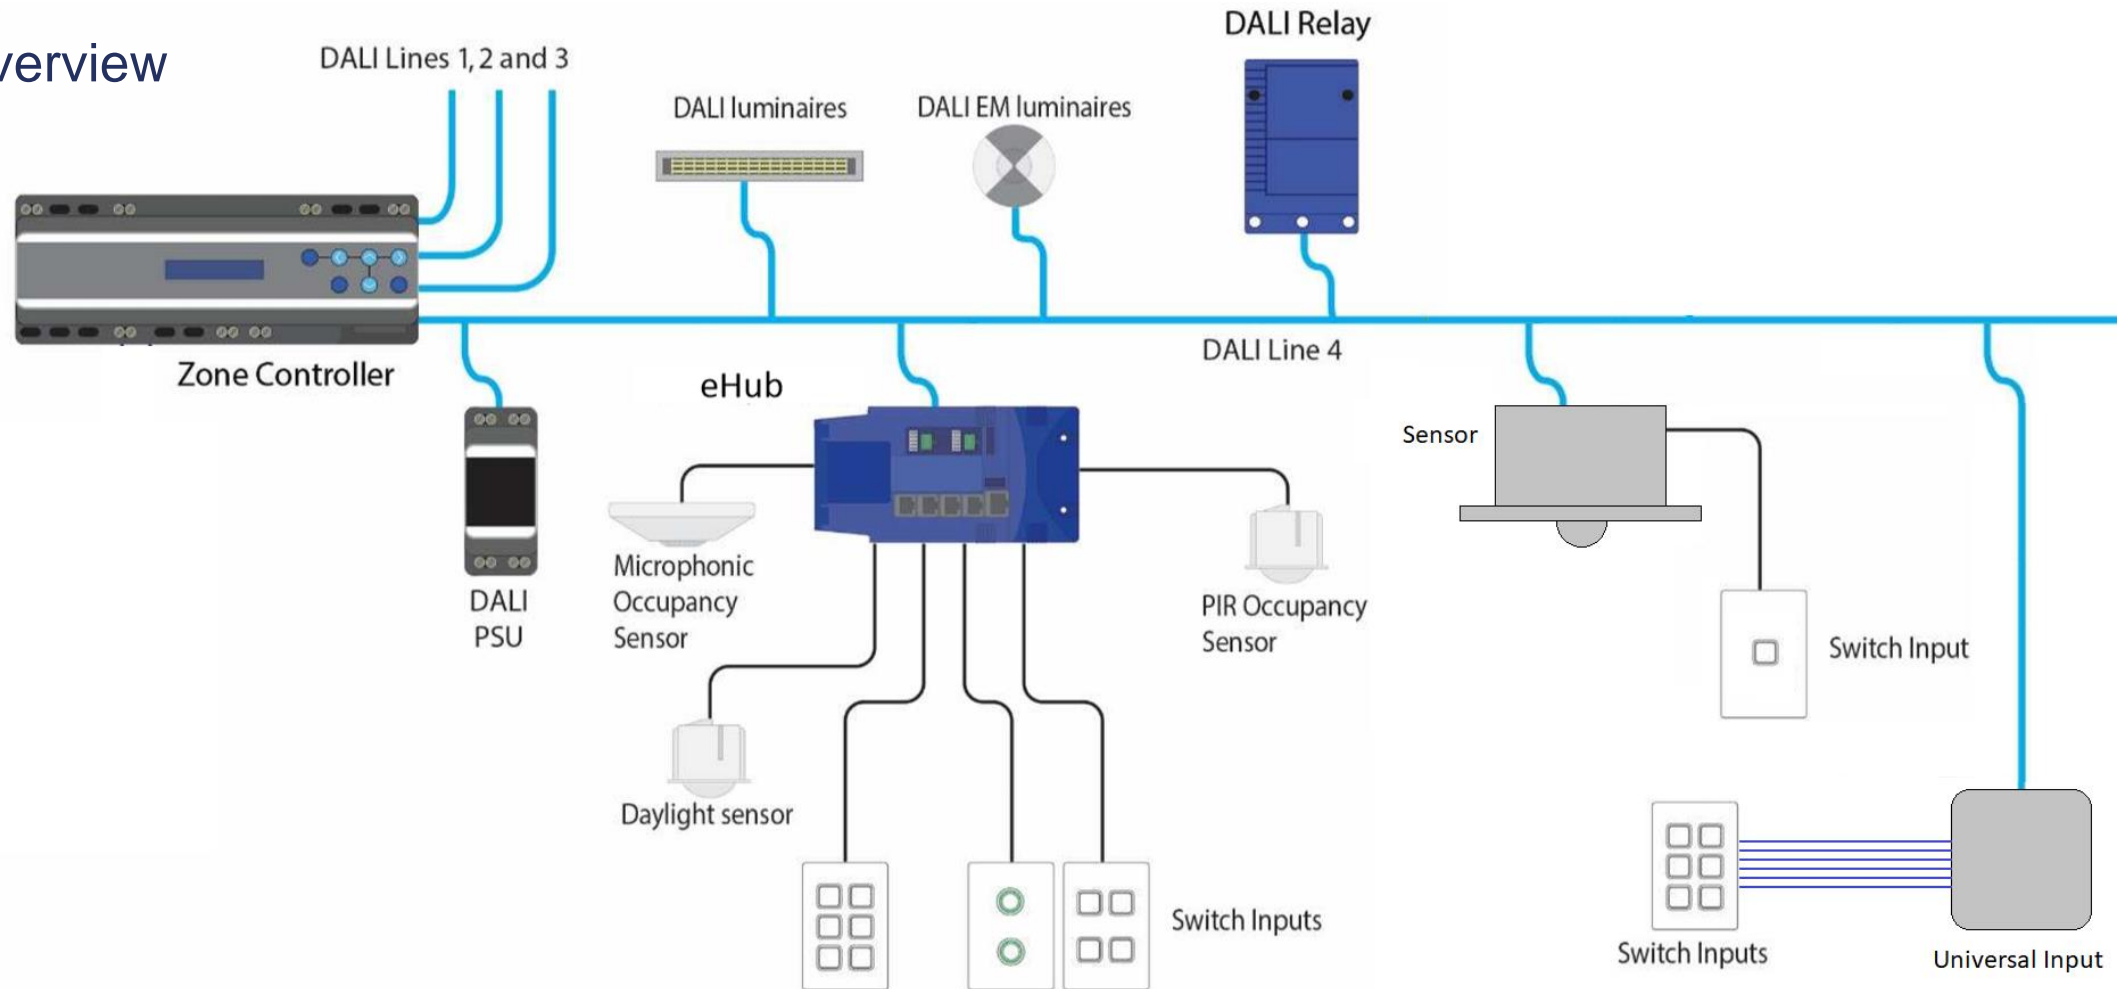 verview
DALI Lines 1, 2 and 3
DALI Relay
DALI luminaires
DALI EM luminaires
Zone Controller
DALI Line 4
eHub
Sensor
DALI
PSU
Microphonic
Occupancy
Sensor
PIR Occupancy
Sensor
Switch Input
Daylight sensor
Switch Inputs
Switch Inputs
Universal Input